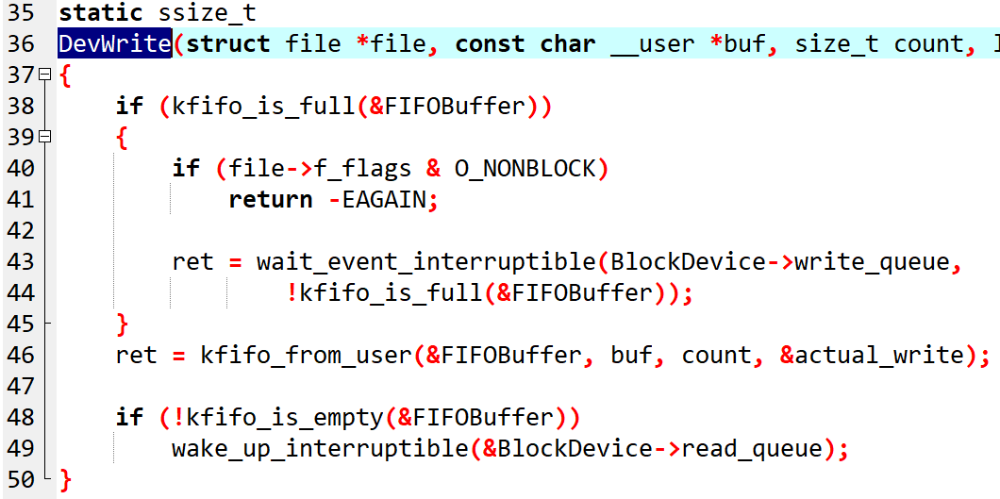 35 static ssize_t
36 DevWrite(struct file *file, const char __user *buf, size_t count,
37 {
38     if (kfifo_is_full(&FIFOBuffer))
39     {
40         if (file->f_flags & O_NONBLOCK)
41             return -EAGAIN;
42
43         ret = wait_event_interruptible(BlockDevice->write_queue,
44                 !kfifo_is_full(&FIFOBuffer));
45     }
46     ret = kfifo_from_user(&FIFOBuffer, buf, count, &actual_write);
47
48     if (!kfifo_is_empty(&FIFOBuffer))
49         wake_up_interruptible(&BlockDevice->read_queue);
50 }